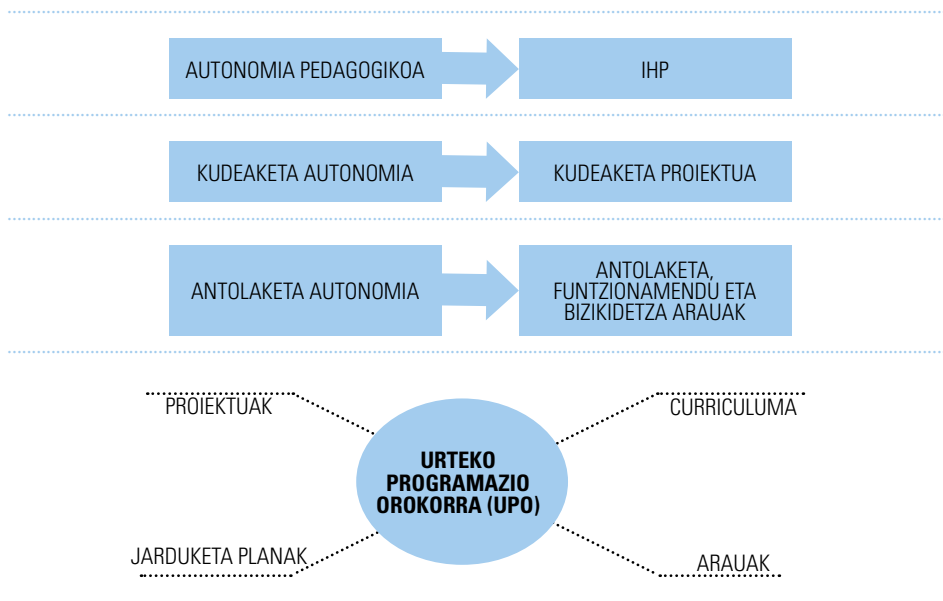 AUTONOMIA PEDAGOGIKOA
IHP
KUDEAKETA AUTONOMIA
KUDEAKETA PROIEKTUA
ANTOLAKETA AUTONOMIA
ANTOLAKETA,
FUNTZIONAMENDU ETA
BIZIKIDETZA ARAUAK
PROIEKTUAK
CURRICULUMA
URTEKO
PROGRAMAZIO
OROKORRA (UPO)
JARDUKETA PLANAK
ARAUAK